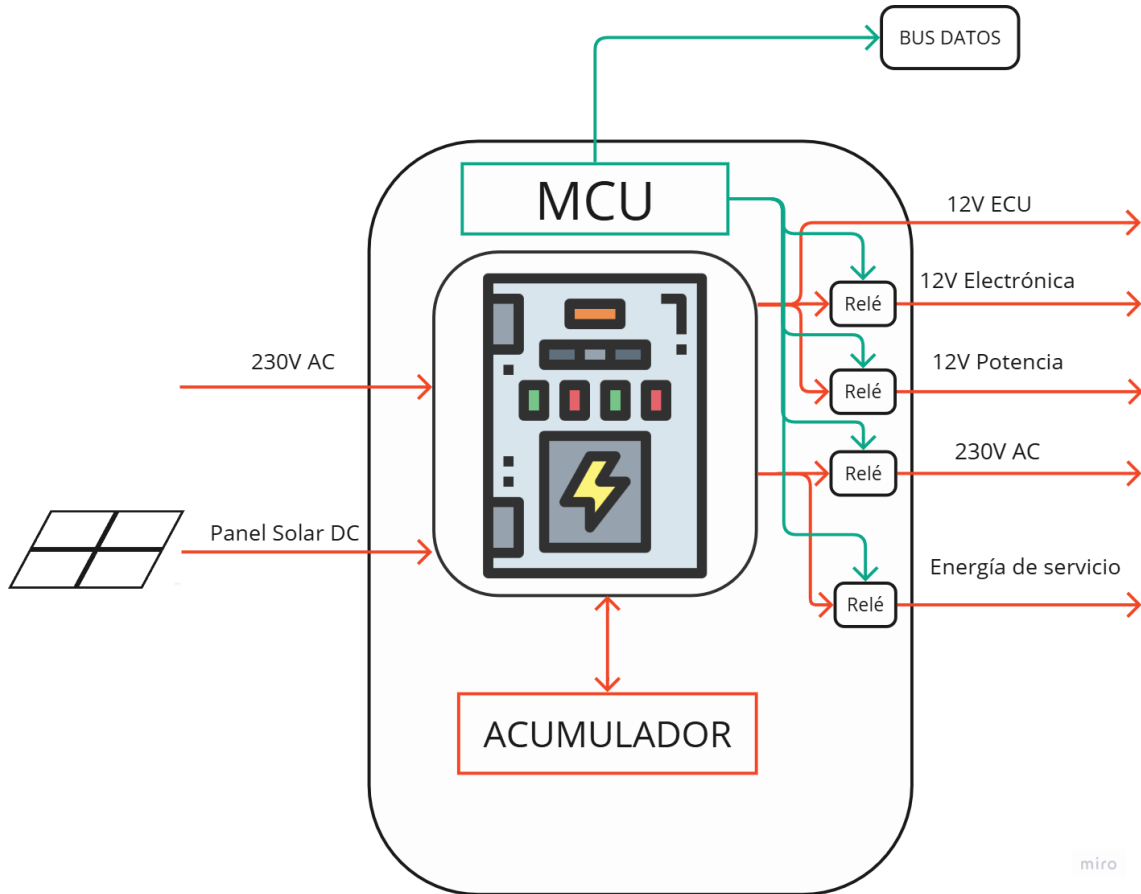 BUS DATOS
MCU
12V ECU
12V Electrónica
Relé
230V AC
12V Potencia
Relé
230V AC
Relé
Panel Solar DC
Energía de servicio
Relé
ACUMULADOR
miro